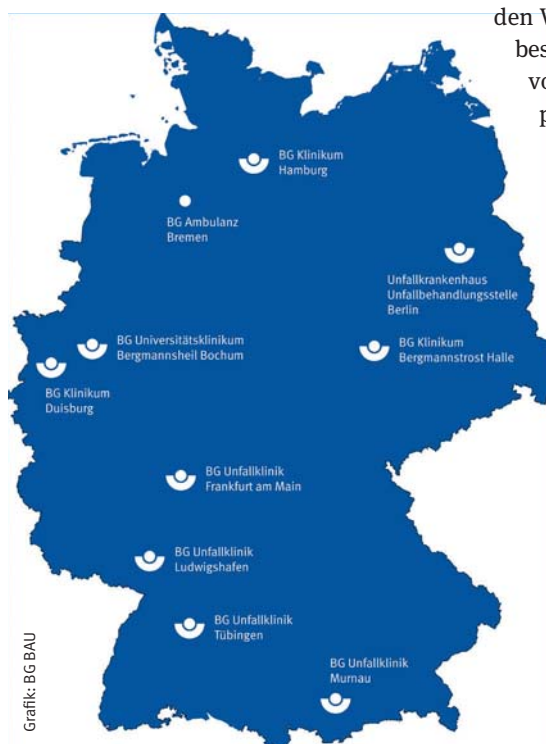 den W
bes
vo
p
BG Klinikum
Hamburg
BG Ambulanz
Bremen
Unfallkrankenhaus
Unfallbehandlungsstelle
Berlin
BG Universitätsklinikum
Bergmannsheil Bochum
BG Klinikum
Bergmannstrost Halle
BG Klinikum
Duisburg
BG Unfallklinik
Frankfurt am Main
BG Unfallklinik
Ludwigshafen
BG Unfallklinik
Tübingen
BG Unfallklinik
Murnau
Grafik: BG BAU